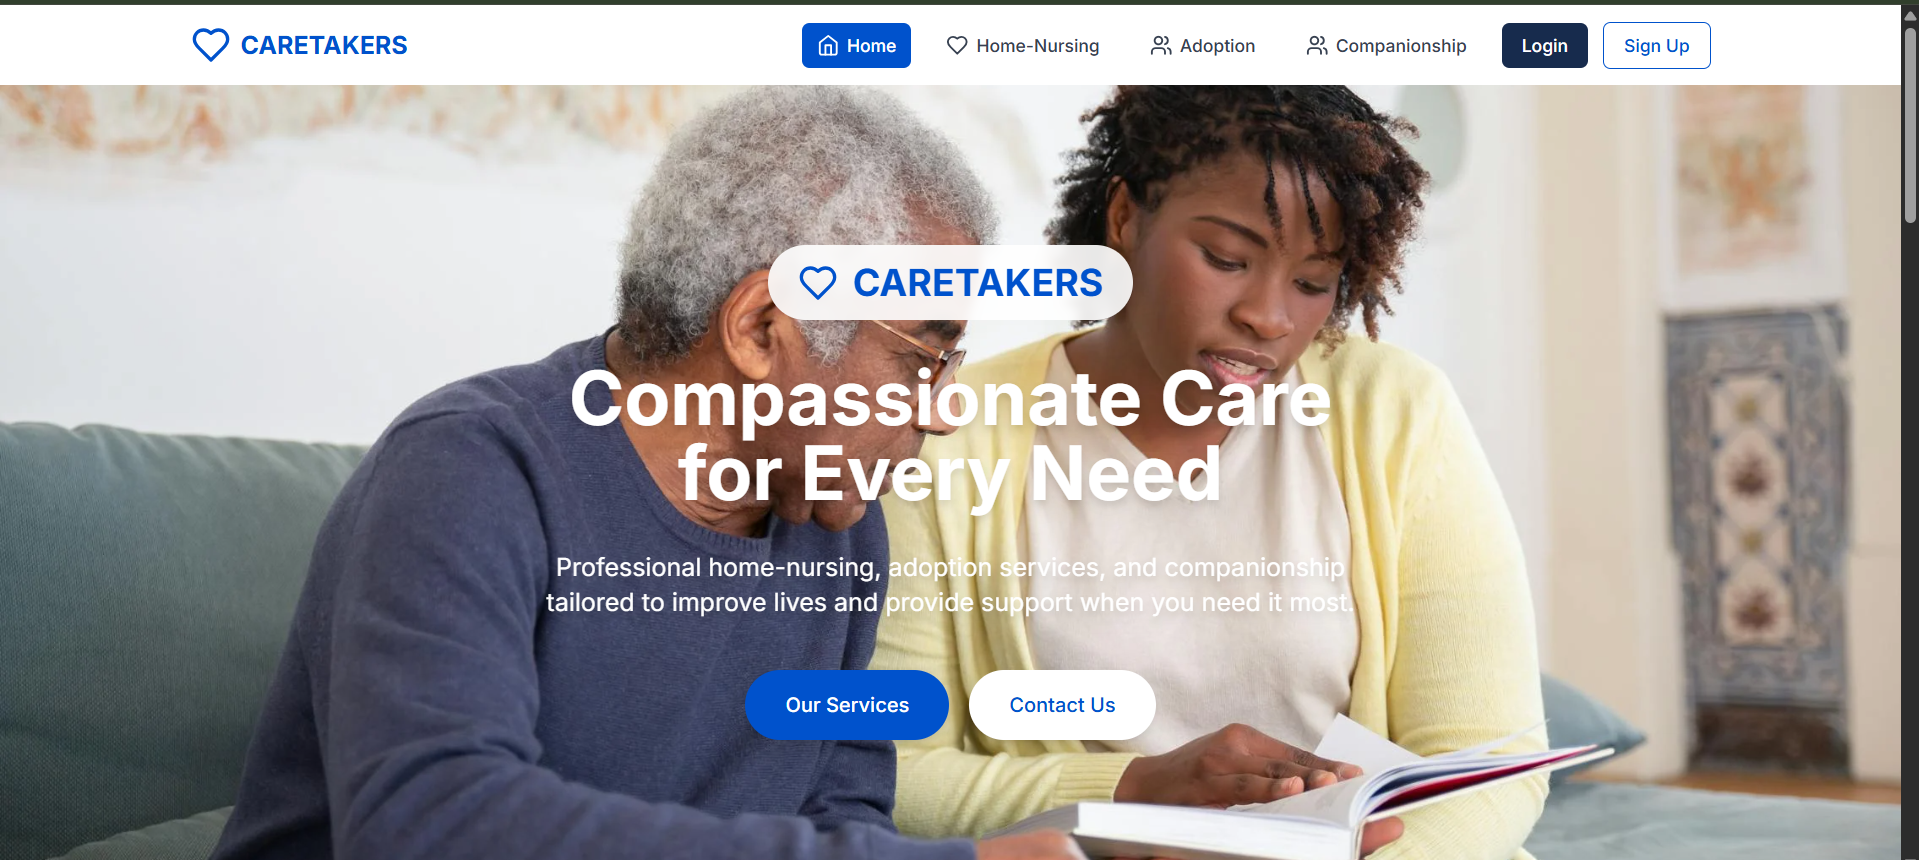 CARETAKERS
Home
Home-Nursing
Adoption
Companionship
Login
Sign Up
CARETAKERS
Compassionate Care
for Every Need
Professional home-nursing, adoption services, and companionship
tailored to improve lives and provide support when you need it most.
Our Services
Contact Us